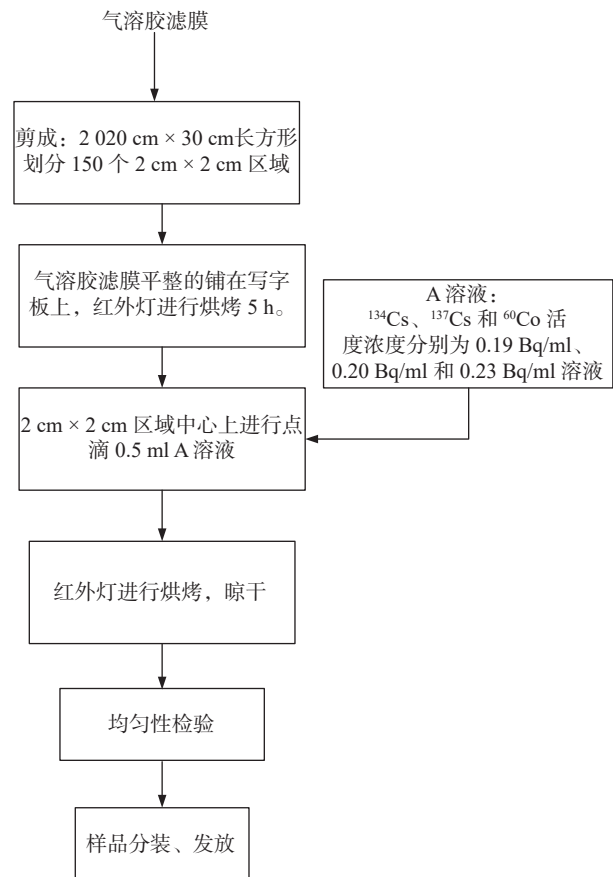 气溶胶滤膜
剪成：2 020 cm × 30 cm长方形
划分 150 个 2 cm × 2 cm 区域
气溶胶滤膜平整的铺在写字
板上，红外灯进行烘烤 5 h。
A 溶液：
¹³⁴Cs、¹³⁷Cs 和 ⁶⁰Co 活
度浓度分别为 0.19 Bq/ml、
0.20 Bq/ml 和 0.23 Bq/ml 溶液
2 cm × 2 cm 区域中心上进行点
滴 0.5 ml A 溶液
红外灯进行烘烤，晾干
均匀性检验
样品分装、发放